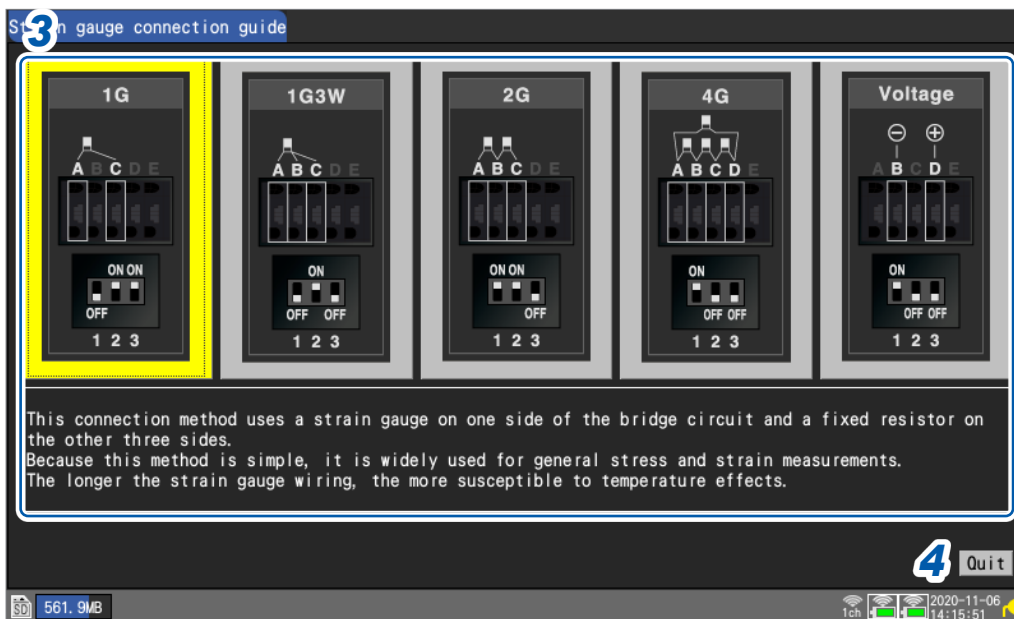 Strain gauge connection guide
3
1G
1G3W
2G
4G
Voltage
A B C D E
A B C D E
A B C D E
A B C D E
A B C D E
ON ON
OFF
1 2 3
ON
OFF OFF
1 2 3
ON ON
OFF
1 2 3
ON
OFF OFF
1 2 3
ON
OFF OFF
1 2 3
This connection method uses a strain gauge on one side of the bridge circuit and a fixed resistor on
the other three sides.
Because this method is simple, it is widely used for general stress and strain measurements.
The longer the strain gauge wiring, the more susceptible to temperature effects.
4
Quit
SD
561.9MB
1ch
2020-11-06
14:15:51